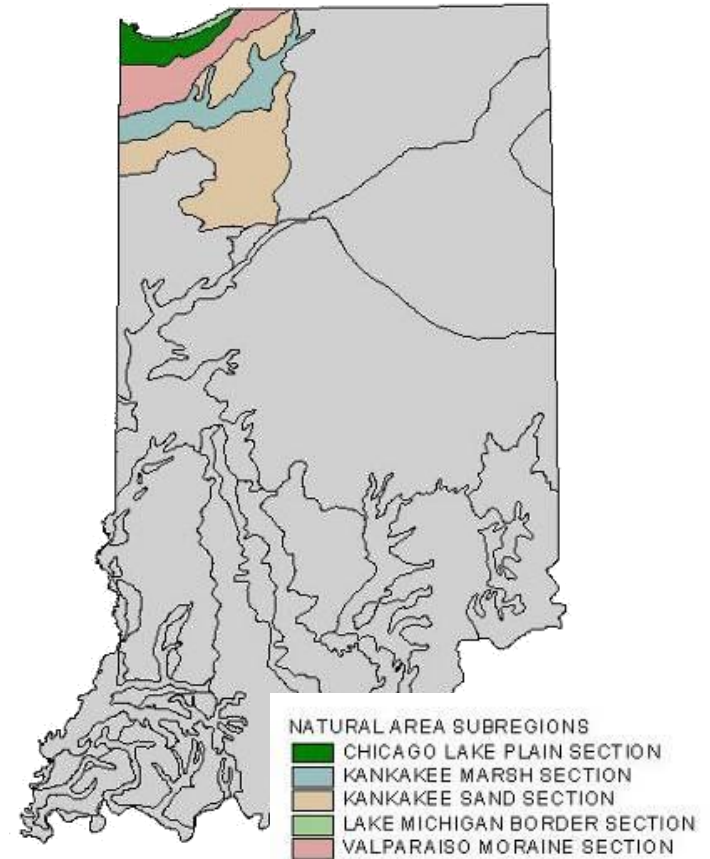 NATURAL AREA SUBREGIONS
CHICAGO LAKE PLAIN SECTION
KANKAKEE MARSH SECTION
KANKAKEE SAND SECTION
LAKE MICHIGAN BORDER SECTION
VALPARAISO MORAINE SECTION